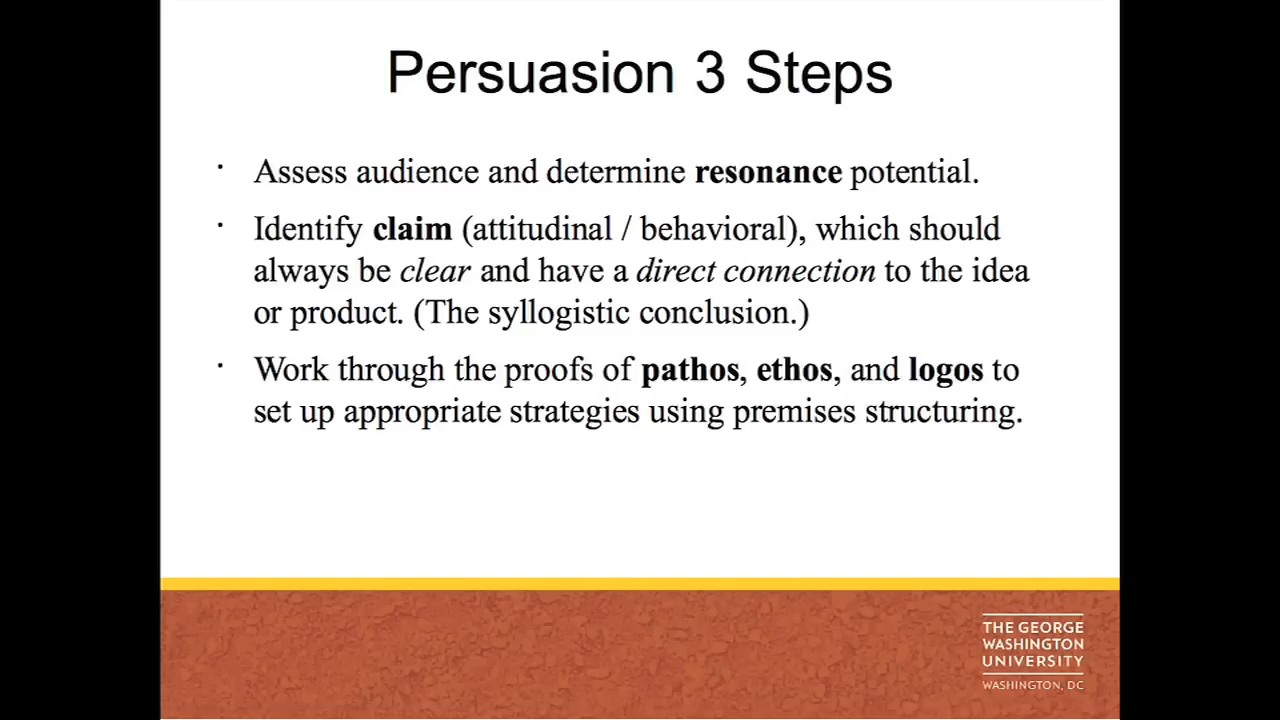 Persuasion 3 Steps
· Assess audience and determine resonance potential.
· Identify claim (attitudinal / behavioral), which should
always be clear and have a direct connection to the idea
or product. (The syllogistic conclusion.)
· Work through the proofs of pathos, ethos, and logos to
set up appropriate strategies using premises structuring.
THE GEORGE
WASHINGTON
UNIVERSITY
WASHINGTON, DC